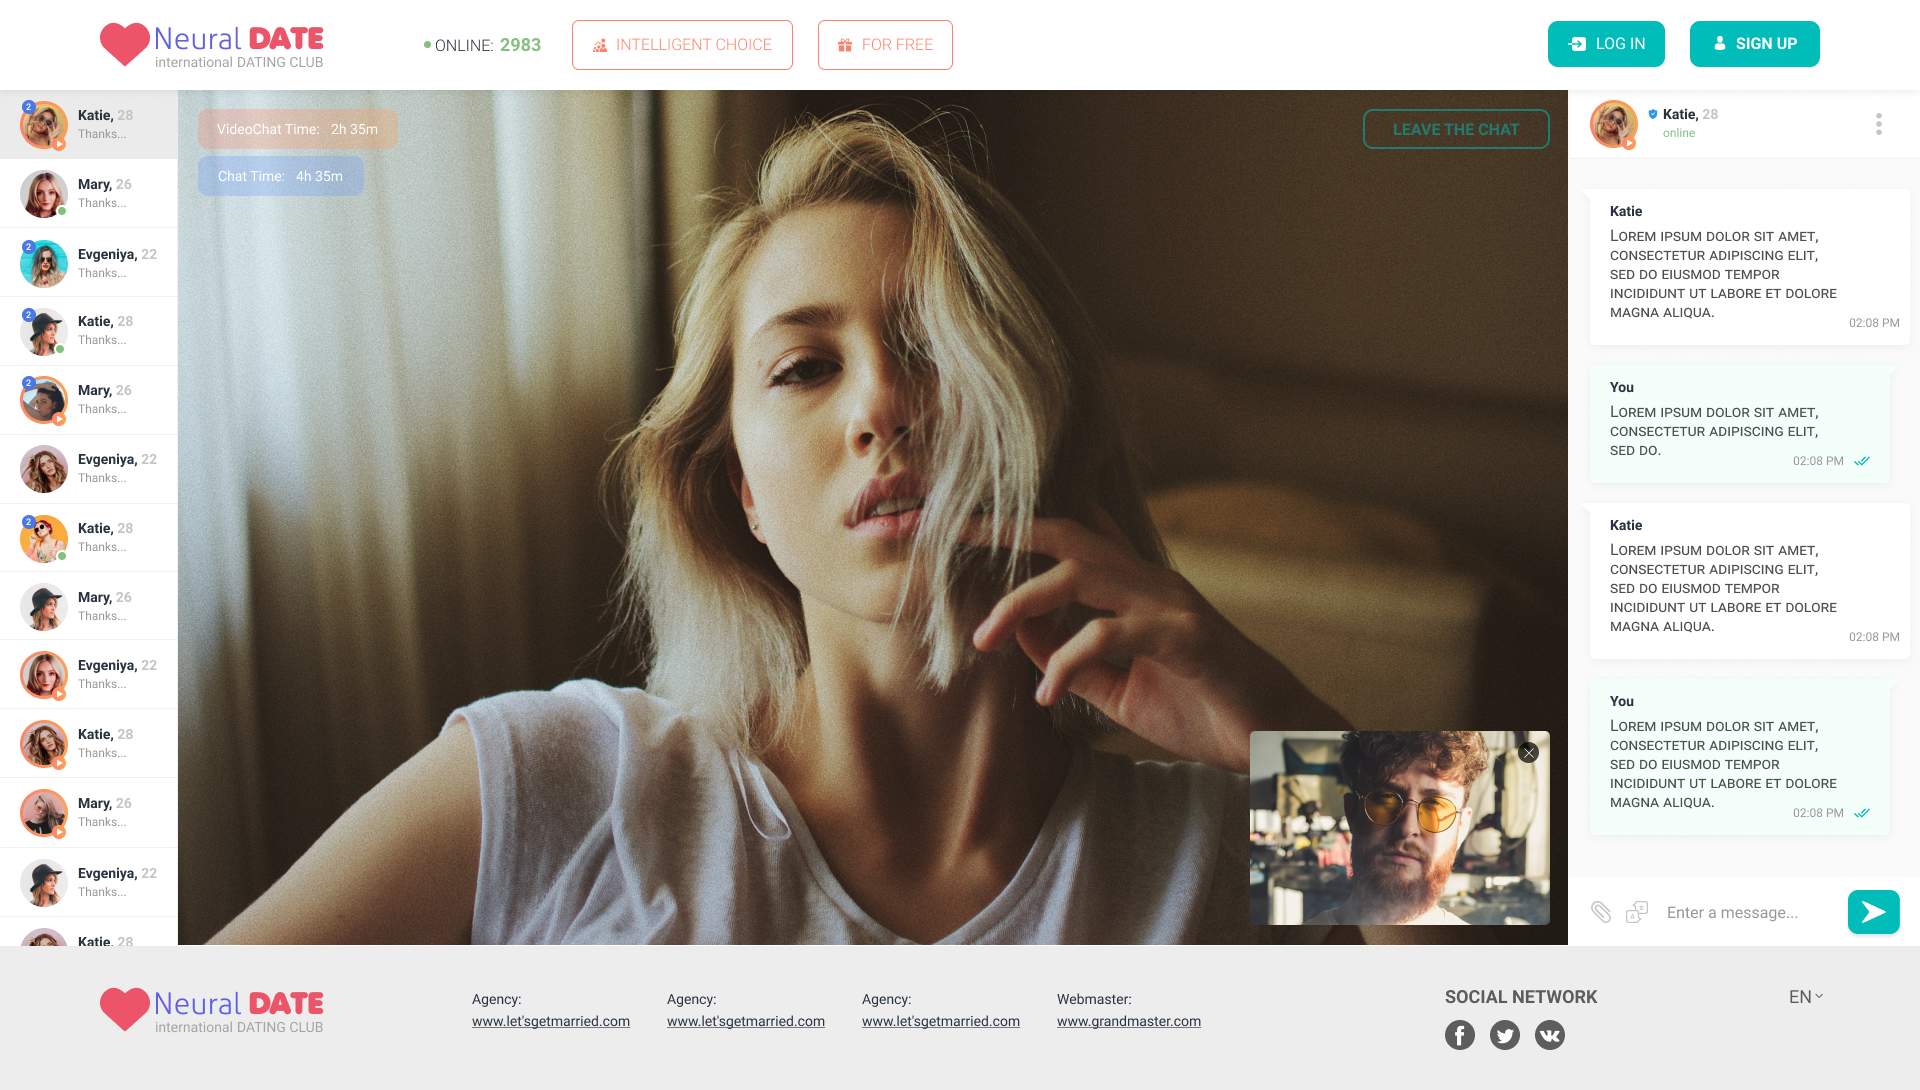 Neural DATE
international DATING CLUB
ONLINE: 2983
INTELLIGENT CHOICE
FOR FREE
LOG IN
SIGN UP
2
Katie, 28
Thanks...
Mary, 26
Thanks...
2
Evgeniya, 22
Thanks...
2
Katie, 28
Thanks...
2
Mary, 26
Thanks...
Evgeniya, 22
Thanks...
2
Katie, 28
Thanks...
Mary, 26
Thanks...
Evgeniya, 22
Thanks...
Katie, 28
Thanks...
Mary, 26
Thanks...
Evgeniya, 22
Thanks...
Katie, 28
VideoChat Time: 2h 35m
Chat Time: 4h 35m
LEAVE THE CHAT
Katie, 28
online
Katie
LOREM IPSUM DOLOR SIT AMET,
CONSECTETUR ADIPISCING ELIT,
SED DO EIUSMOD TEMPOR
INCIDIDUNT UT LABORE ET DOLORE
MAGNA ALIQUA.
02:08 PM
You
LOREM IPSUM DOLOR SIT AMET,
CONSECTETUR ADIPISCING ELIT,
SED DO.
02:08 PM
Katie
LOREM IPSUM DOLOR SIT AMET,
CONSECTETUR ADIPISCING ELIT,
SED DO EIUSMOD TEMPOR
INCIDIDUNT UT LABORE ET DOLORE
MAGNA ALIQUA.
02:08 PM
You
LOREM IPSUM DOLOR SIT AMET,
CONSECTETUR ADIPISCING ELIT,
SED DO EIUSMOD TEMPOR
INCIDIDUNT UT LABORE ET DOLORE
MAGNA ALIQUA.
02:08 PM
Enter a message...
Neural DATE
international DATING CLUB
Agency:
www.let'sgetmarried.com
Agency:
www.let'sgetmarried.com
Agency:
www.let'sgetmarried.com
Webmaster:
www.grandmaster.com
SOCIAL NETWORK
EN